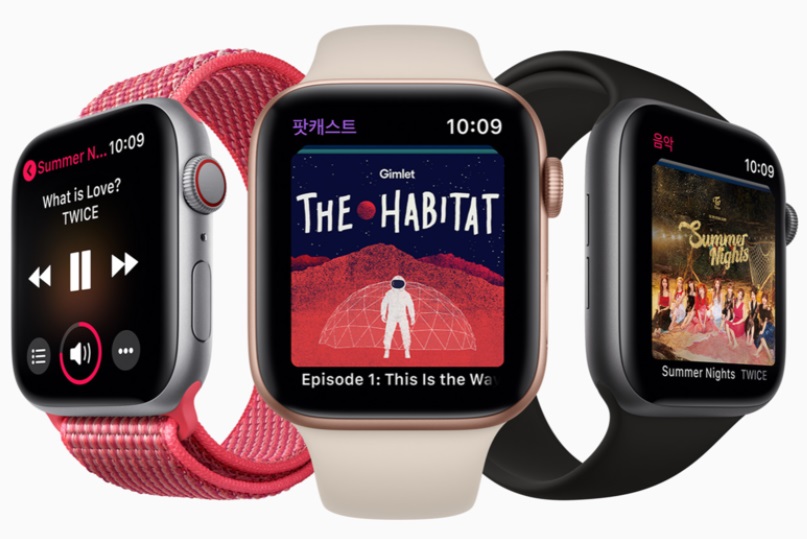 Summer N...
10:09
What is Love?
TWICE
팟캐스트
10:09
Gimlet
THE HABITAT
Episode 1: This Is the Way
음악
10:09
Summer
Nights
Summer Nights TWICE